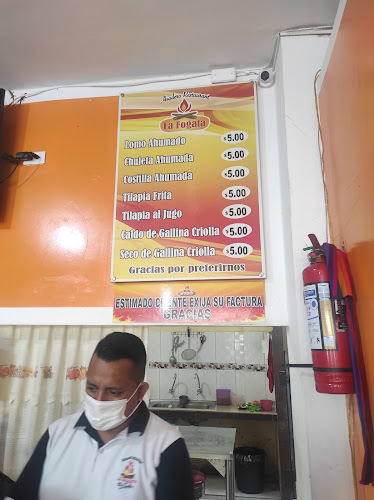 Asadero Restaurant
La Fogata
Lomo Ahumado $5.00
Chuleta Ahumada $5.00
Costilla Ahumada $5.00
Tilapia Frita $5.00
Tilapia al Jugo $5.00
Caldo de Gallina Criolla $5.00
Seco de Gallina Criolla $5.00
Gracias por preferirnos
ESTIMADO CLIENTE EXIJA SU FACTURA
GRACIAS